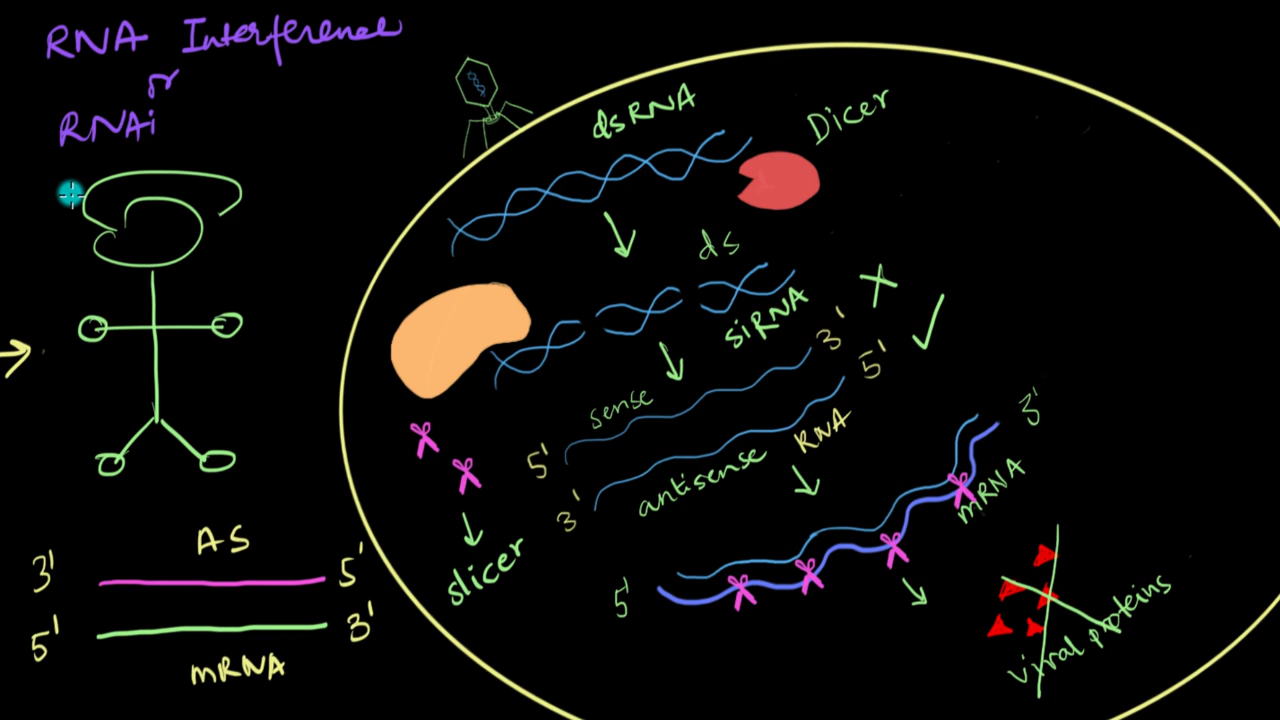 RNA Interference
or
RNAi
dsRNA
Dicer
ds
siRNA
sense
5'
3'
antisense RNA
3'
5'
slicer
mRNA
5'
3'
viral proteins
AS
3'
5'
5'
3'
mRNA